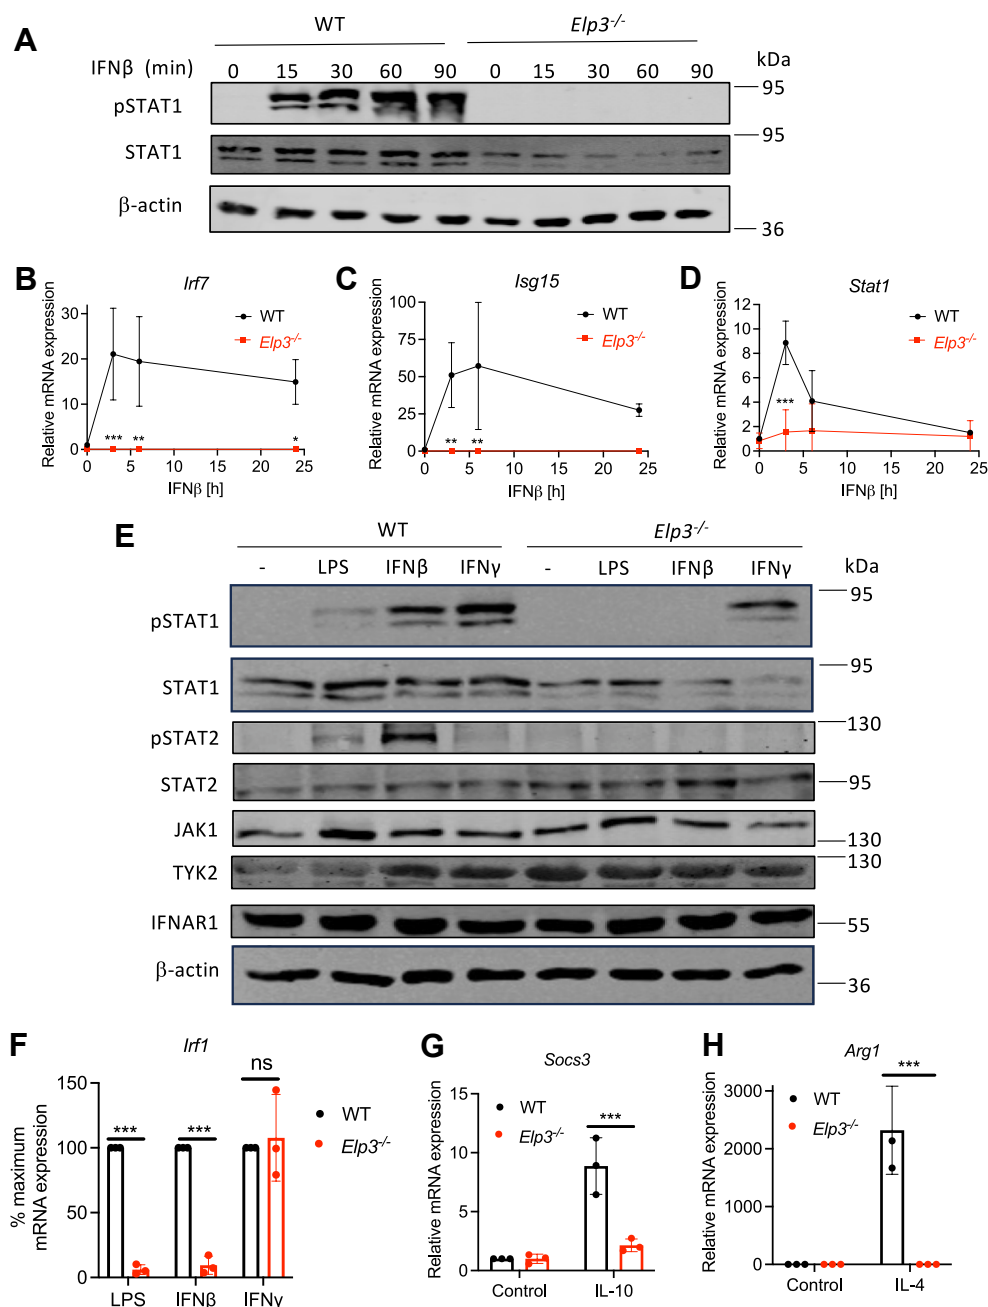 A
WT
Elp3-/-
IFNβ (min)
0 15 30 60 90 0 15 30 60 90
kDa
pSTAT1
95
STAT1
95
β-actin
36
B
Irf7
Relative mRNA expression
30
20
10
0
0 5 10 15 20 25
IFNβ [h]
WT
Elp3-/-
*** ** *
C
Isg15
Relative mRNA expression
100
75
50
25
0
0 5 10 15 20 25
IFNβ [h]
WT
Elp3-/-
** **
D
Stat1
Relative mRNA expression
12
10
8
6
4
2
0
0 5 10 15 20 25
IFNβ [h]
WT
Elp3-/-
***
E
WT
Elp3-/-
- LPS IFNβ IFNγ - LPS IFNβ IFNγ
kDa
pSTAT1
95
STAT1
95
pSTAT2
130
STAT2
95
JAK1
130
TYK2
130
IFNAR1
55
β-actin
36
F
Irf1
% maximum
mRNA expression
150
100
50
0
*** *** ns
LPS IFNβ IFNγ
WT
Elp3-/-
G
Socs3
Relative mRNA expression
15
10
5
0
WT
Elp3-/-
***
Control IL-10
H
Arg1
Relative mRNA expression
3000
2000
1000
0
WT
Elp3-/-
***
Control IL-4